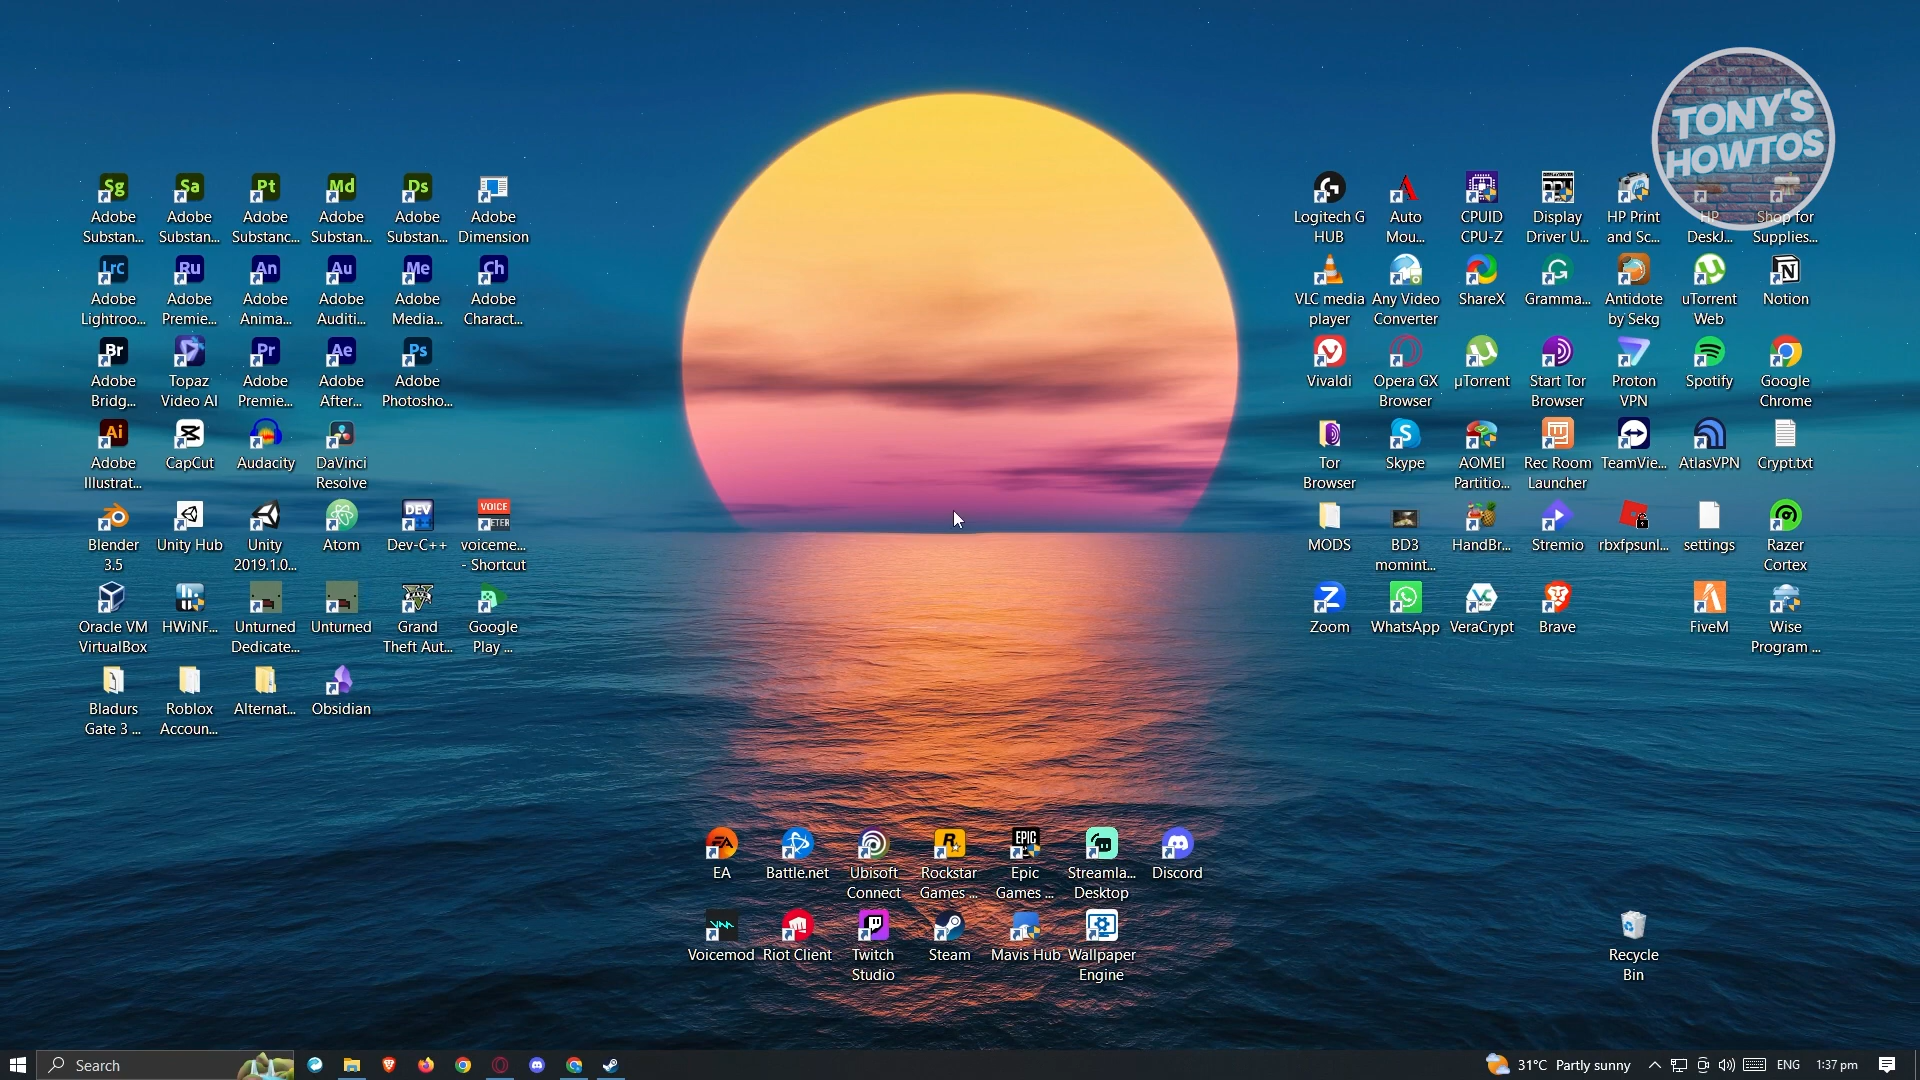 TONY'S
HOWTOS
Adobe
Substan...
Adobe
Substan...
Adobe
Substanc...
Adobe
Substan...
Adobe
Substan...
Adobe
Dimension
Adobe
Lightroo...
Adobe
Premie...
Adobe
Anima...
Adobe
Auditi...
Adobe
Media...
Adobe
Charact...
Adobe
Bridg...
Topaz
Video AI
Adobe
Premie...
Adobe
After...
Adobe
Photosho...
Adobe
Illustrat...
CapCut
Audacity
DaVinci
Resolve
Blender
3.5
Unity Hub
Unity
2019.1.0...
Atom
Dev-C++
voiceme...
- Shortcut
Oracle VM
VirtualBox
HWiNF...
Unturned
Dedicate...
Unturned
Grand
Theft Aut...
Google
Play ...
Bladurs
Gate 3 ...
Roblox
Accoun...
Alternat...
Obsidian
Logitech G
HUB
Auto
Mou...
CPUID
CPU-Z
Display
Driver U...
HP Print
and Sc...
HP
DeskJ...
Shop for
Supplies...
VLC media
player
Any Video
Converter
ShareX
Gramma...
Antidote
by Sekg
uTorrent
Web
Notion
Vivaldi
Opera GX
Browser
µTorrent
Start Tor
Browser
Proton
VPN
Spotify
Google
Chrome
Tor
Browser
Skype
AOMEI
Partitio...
Rec Room
Launcher
TeamVie...
AtlasVPN
Crypt.txt
MODS
BD3
momint...
HandBr...
Stremio
rbxfpsunl...
settings
Razer
Cortex
Zoom
WhatsApp
VeraCrypt
Brave
FiveM
Wise
Program ...
EA
Battle.net
Ubisoft
Connect
Rockstar
Games ...
Epic
Games ...
Streamla...
Desktop
Discord
Voicemod
Riot Client
Twitch
Studio
Steam
Mavis Hub
Wallpaper
Engine
Recycle
Bin
Search
31°C Partly sunny
ENG
1:37 pm